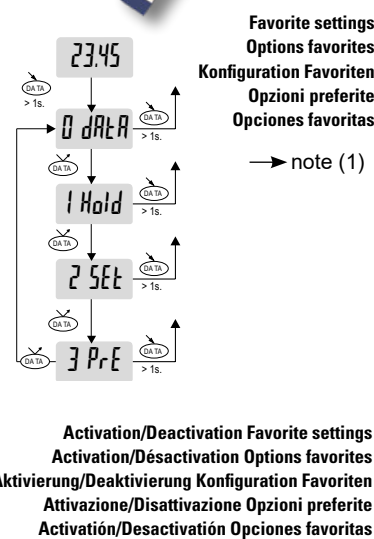 Favorite settings
Options favorites
Konfiguration Favoriten
Opzioni preferite
Opciones favoritas
note (1)
23.45
DATA
> 1s.
0 dAtA
DATA
> 1s.
DATA
1 Hold
DATA
> 1s.
DATA
2 SEt
DATA
> 1s.
DATA
3 PrE
DATA
DATA
> 1s.
Activation/Deactivation Favorite settings
Activation/Désactivation Options favorites
Aktivierung/Deaktivierung Konfiguration Favoriten
Attivazione/Disattivazione Opzioni preferite
Activatión/Desactivatión Opciones favoritas